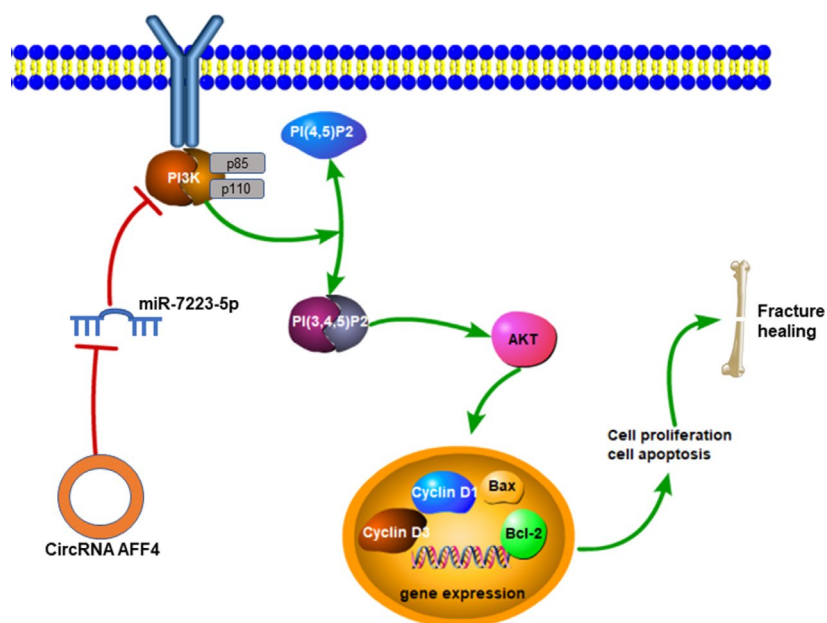 PI(4,5)P2
p85
PI3K
p110
miR-7223-5p
PI(3,4,5)P2
AKT
Fracture
healing
Cell proliferation
cell apoptosis
Cyclin D1
Bax
Cyclin D3
Bcl-2
CircRNA AFF4
gene expression